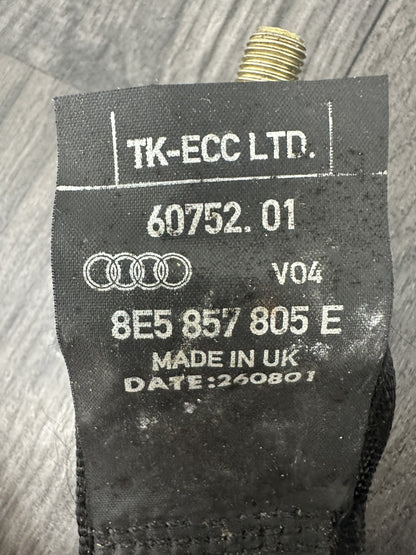 TK-ECC LTD.
60752.01
V04
8E5 857 805 E
MADE IN UK
DATE:260801